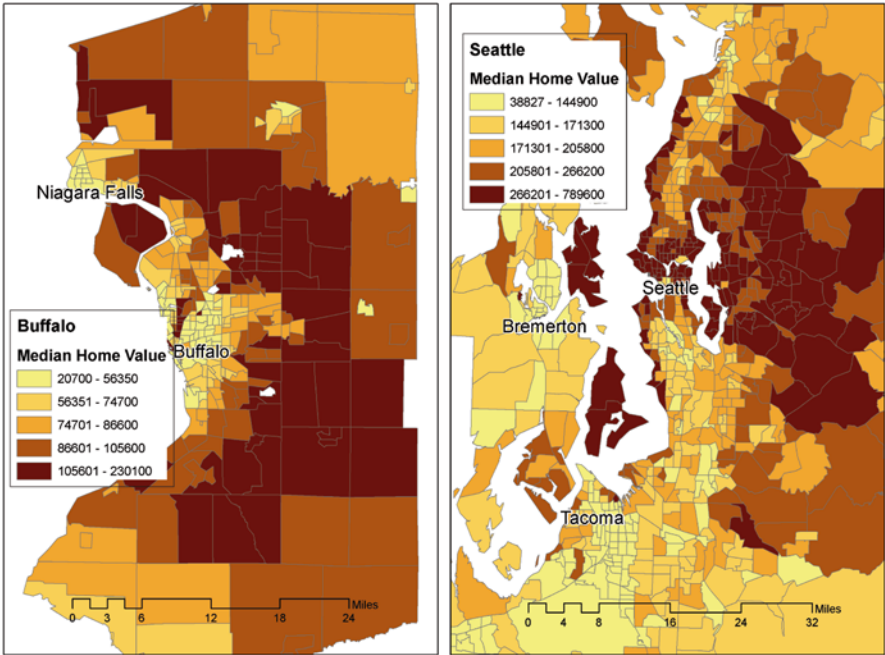 Niagara Falls
Buffalo
Median Home Value
20700 - 56350
56351 - 74700
74701 - 86600
86601 - 105600
105601 - 230100
Buffalo
Miles
0 3 6 12 18 24
Seattle
Median Home Value
38827 - 144900
144901 - 171300
171301 - 205800
205801 - 266200
266201 - 789600
Seattle
Bremerton
Tacoma
Miles
0 4 8 16 24 32